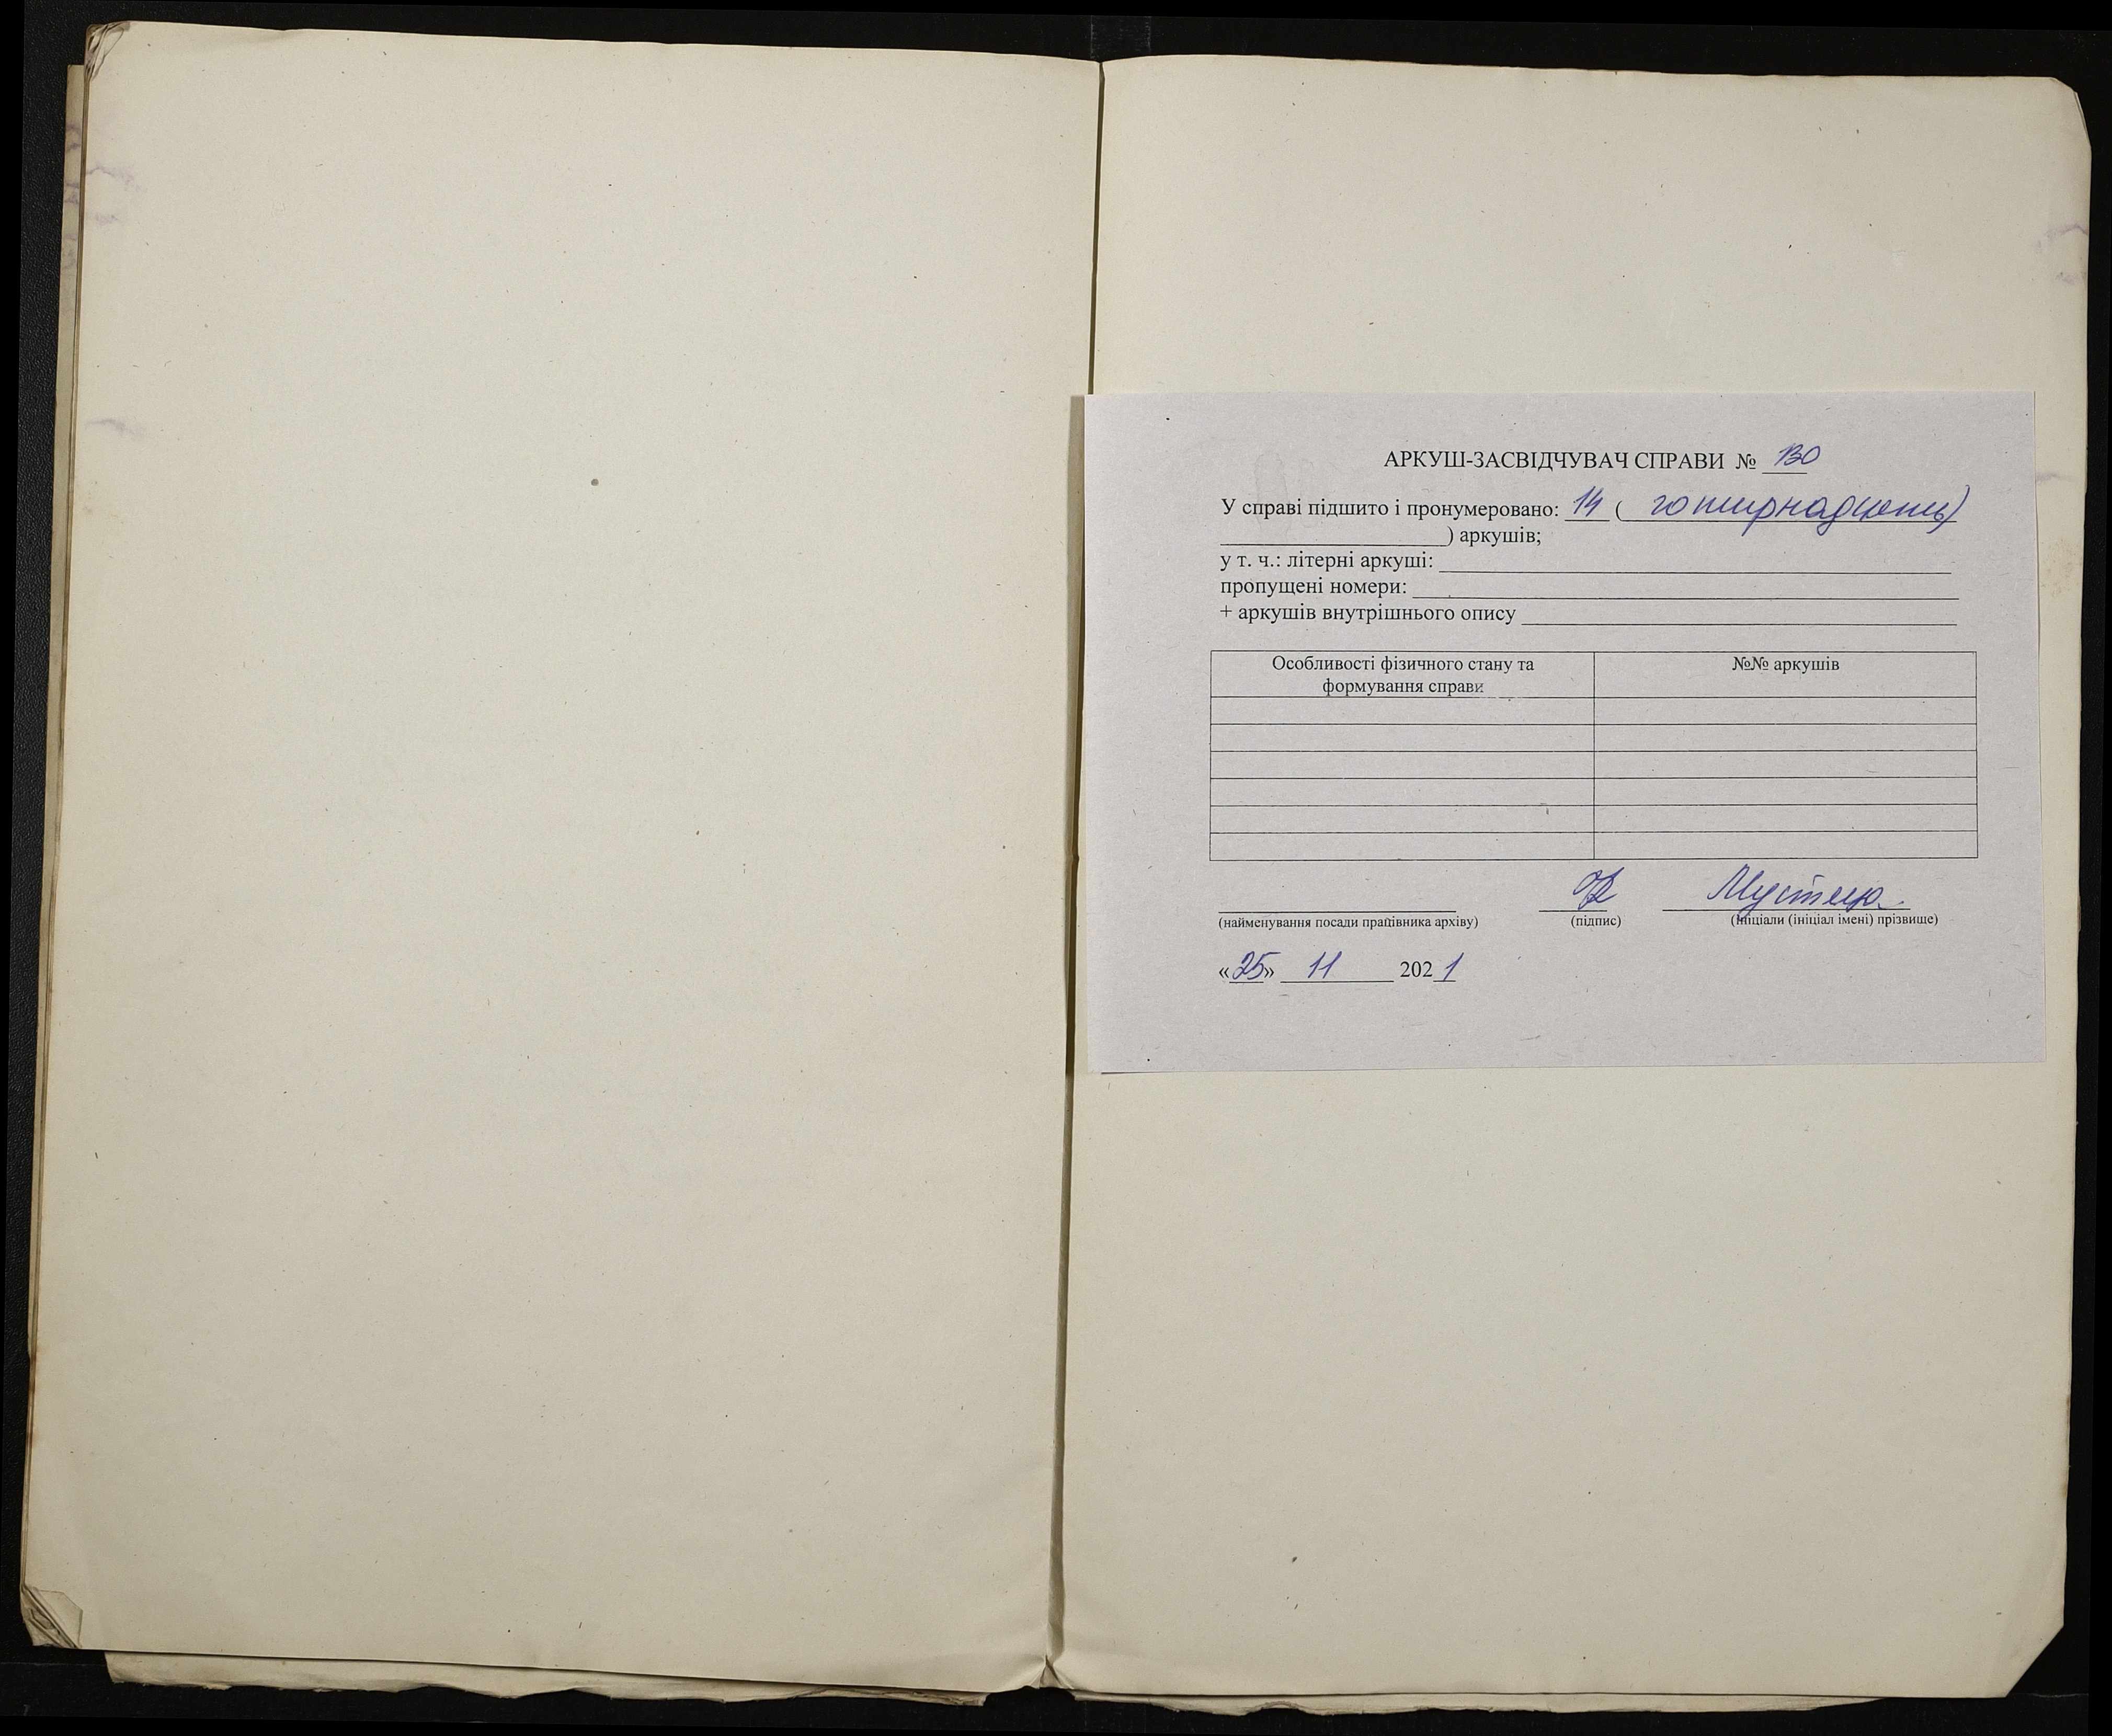 АРКУШ-ЗАСВІДЧУВАЧ СПРАВИ № 130
У справі підшито і пронумеровано: 14 ( чотирнадцять)
) аркушів;
у т. ч.: літерні аркуші:
пропущені номери:
+ аркушів внутрішнього опису
Особливості фізичного стану та
формування справи
№№ аркушів
Мустеца
(найменування посади працівника архіву) (підпис) (ініціали (ініціал імені) прізвище)
«25» 11 2021